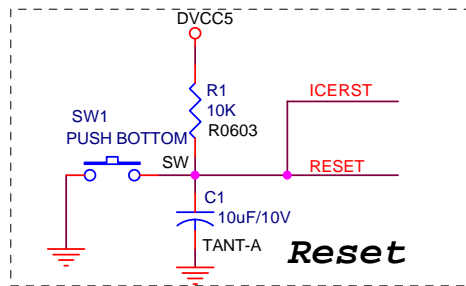 DVCC5
R1
10K
R0603
ICERST
SW1
PUSH BOTTOM
SW
RESET
C1
10uF/10V
TANT-A
Reset